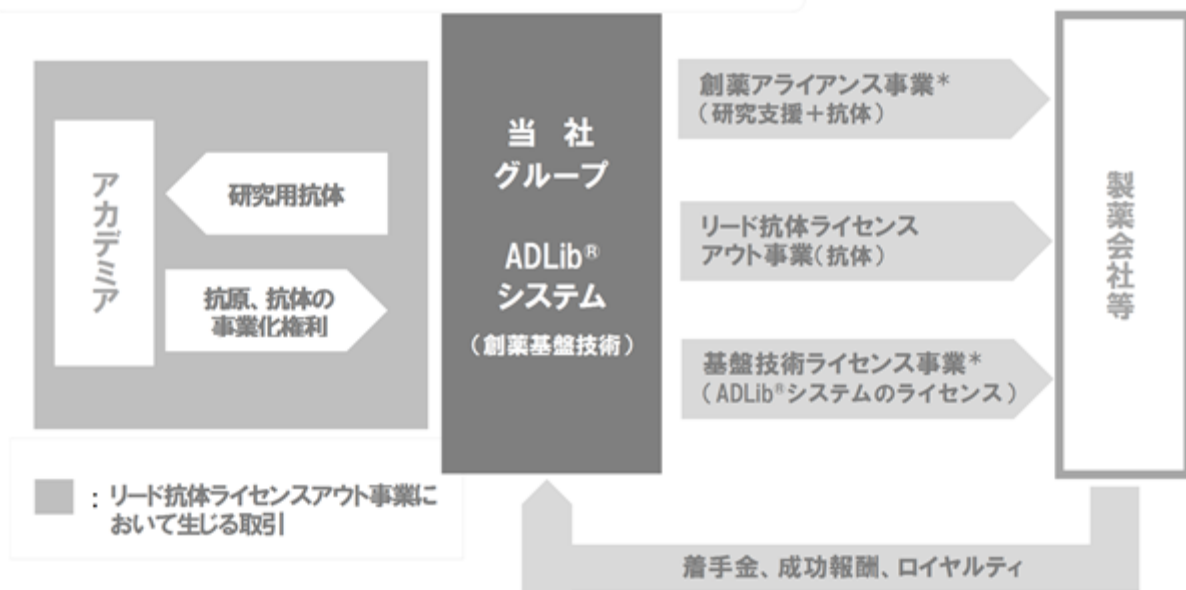 アカデミア
研究用抗体
抗原、抗体の
事業化権利
当 社
グループ
ADLib®
システム
（創薬基盤技術）
創薬アライアンス事業*
（研究支援＋抗体）
リード抗体ライセンス
アウト事業（抗体）
基盤技術ライセンス事業*
（ADLib®システムのライセンス）
製薬会社等
：リード抗体ライセンスアウト事業に
おいて生じる取引
着手金、成功報酬、ロイヤルティ